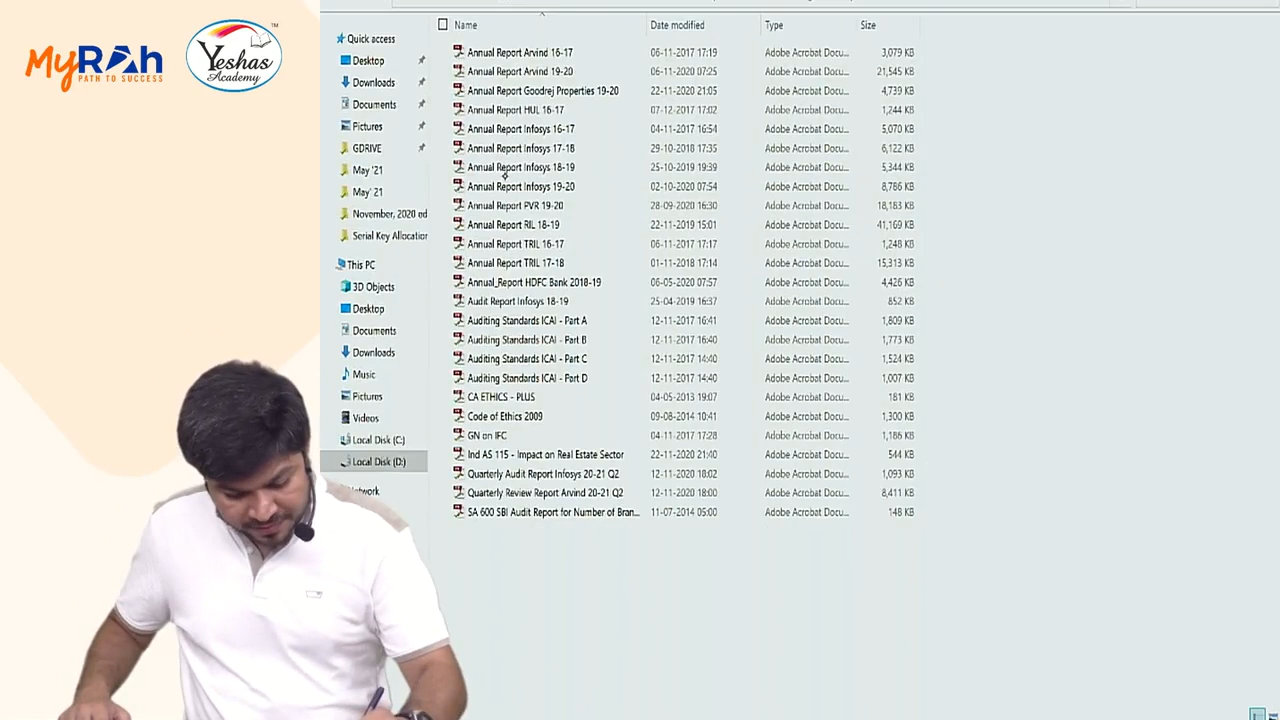 MyRAh
PATH TO SUCCESS
Yeshas
Academy
TM
Quick access
Desktop
Downloads
Documents
Pictures
GDRIVE
May '21
May' 21
November, 2020 ed
Serial Key Allocation
This PC
3D Objects
Desktop
Documents
Downloads
Music
Pictures
Videos
Local Disk (C:)
Local Disk (D:)
Name Date modified Type Size
Annual Report Arvind 16-17 06-11-2017 17:19 Adobe Acrobat Docu... 3,079 KB
Annual Report Arvind 19-20 06-11-2020 07:25 Adobe Acrobat Docu... 21,545 KB
Annual Report Goodrej Properties 19-20 22-11-2020 21:05 Adobe Acrobat Docu... 4,739 KB
Annual Report HUL 16-17 07-12-2017 17:02 Adobe Acrobat Docu... 1,244 KB
Annual Report Infosys 16-17 04-11-2017 16:54 Adobe Acrobat Docu... 5,070 KB
Annual Report Infosys 17-18 29-10-2018 17:35 Adobe Acrobat Docu... 6,122 KB
Annual Report Infosys 18-19 25-10-2019 19:39 Adobe Acrobat Docu... 5,344 KB
Annual Report Infosys 19-20 02-10-2020 07:54 Adobe Acrobat Docu... 8,786 KB
Annual Report PVR 19-20 28-09-2020 16:30 Adobe Acrobat Docu... 18,183 KB
Annual Report RIL 18-19 22-11-2019 15:01 Adobe Acrobat Docu... 41,169 KB
Annual Report TRIL 16-17 06-11-2017 17:17 Adobe Acrobat Docu... 1,248 KB
Annual Report TRIL 17-18 01-11-2018 17:14 Adobe Acrobat Docu... 15,313 KB
Annual_Report HDFC Bank 2018-19 06-05-2020 07:57 Adobe Acrobat Docu... 4,426 KB
Audit Report Infosys 18-19 25-04-2019 16:37 Adobe Acrobat Docu... 852 KB
Auditing Standards ICAI - Part A 12-11-2017 16:41 Adobe Acrobat Docu... 1,809 KB
Auditing Standards ICAI - Part B 12-11-2017 16:40 Adobe Acrobat Docu... 1,773 KB
Auditing Standards ICAI - Part C 12-11-2017 14:40 Adobe Acrobat Docu... 1,524 KB
Auditing Standards ICAI - Part D 12-11-2017 14:40 Adobe Acrobat Docu... 1,007 KB
CA ETHICS - PLUS 04-05-2013 19:07 Adobe Acrobat Docu... 181 KB
Code of Ethics 2009 09-08-2014 10:41 Adobe Acrobat Docu... 1,300 KB
GN on IFC 04-11-2017 17:28 Adobe Acrobat Docu... 1,186 KB
Ind AS 115 - Impact on Real Estate Sector 22-11-2020 21:40 Adobe Acrobat Docu... 544 KB
Quarterly Audit Report Infosys 20-21 Q2 12-11-2020 18:02 Adobe Acrobat Docu... 1,093 KB
Quarterly Review Report Arvind 20-21 Q2 12-11-2020 18:00 Adobe Acrobat Docu... 8,411 KB
SA 600 SBI Audit Report for Number of Bran... 11-07-2014 05:00 Adobe Acrobat Docu... 148 KB